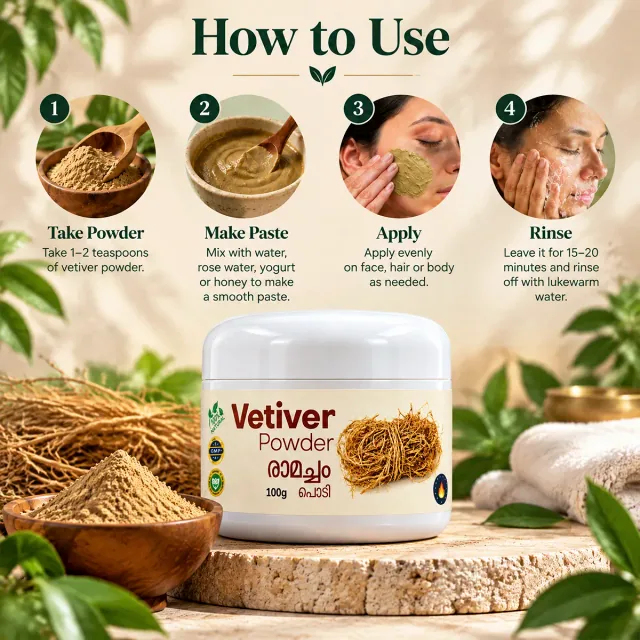 How to Use
1
Take Powder
Take 1–2 teaspoons
of vetiver powder.
2
Make Paste
Mix with water,
rose water, yogurt
or honey to make
a smooth paste.
3
Apply
Apply evenly
on face, hair or body
as needed.
4
Rinse
Leave it for 15–20
minutes and rinse
off with lukewarm
water.
Vetiver
Powder
രാമച്ചം
100g പൊടി
GMP